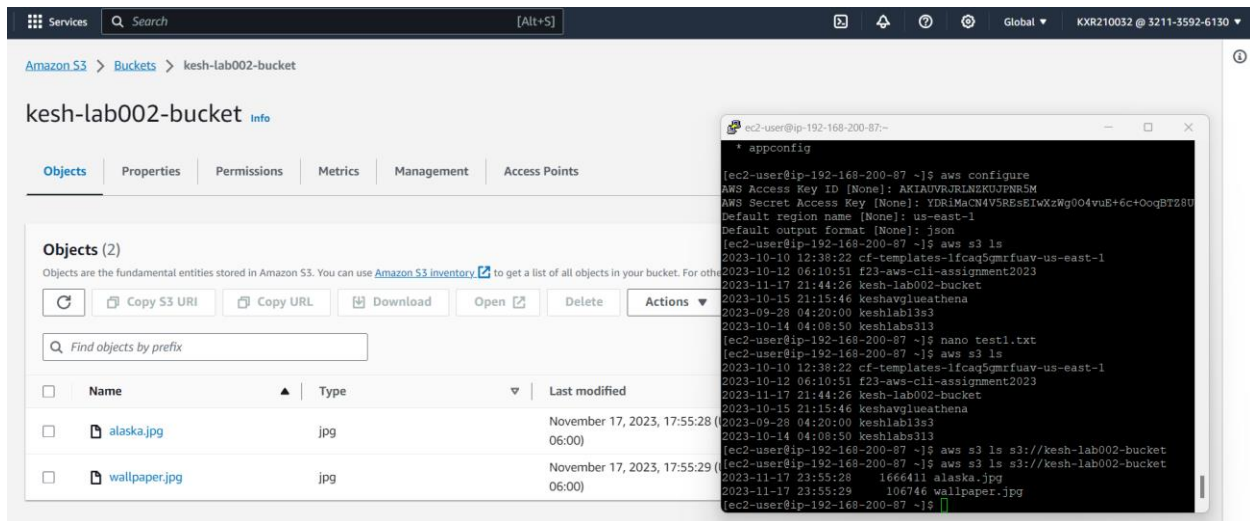 Services
Search
[Alt+S]
Global
KXR210032 @ 3211-3592-6130
Amazon S3 > Buckets > kesh-lab002-bucket
kesh-lab002-bucket Info
Objects Properties Permissions Metrics Management Access Points
Objects (2)
Objects are the fundamental entities stored in Amazon S3. You can use Amazon S3 inventory to get a list of all objects in your bucket. For
Copy S3 URI Copy URL Download Open Delete Actions
Find objects by prefix
Name Type Last modified
alaska.jpg jpg November 17, 2023, 17:55:28 (
06:00)
wallpaper.jpg jpg November 17, 2023, 17:55:29 (
06:00)
ec2-user@ip-192-168-200-87:~
* appconfig
[ec2-user@ip-192-168-200-87 ~]$ aws configure
AWS Access Key ID [None]:
AWS Secret Access Key [None]:
Default region name [None]: us-east-1
Default output format [None]: json
[ec2-user@ip-192-168-200-87 ~]$ aws s3 ls
2023-10-10 12:38:22 cf-templates-1fcaq5gmrfuav-us-east-1
2023-10-12 06:10:51 f23-aws-cli-assignment2023
2023-11-17 21:44:26 kesh-lab002-bucket
2023-10-15 21:15:46 keshavglueathena
2023-09-28 04:20:00 keshlab13s3
2023-10-14 04:08:50 keshlabs313
[ec2-user@ip-192-168-200-87 ~]$ nano test1.txt
[ec2-user@ip-192-168-200-87 ~]$ aws s3 ls
2023-10-10 12:38:22 cf-templates-1fcaq5gmrfuav-us-east-1
2023-10-12 06:10:51 f23-aws-cli-assignment2023
2023-11-17 21:44:26 kesh-lab002-bucket
2023-10-15 21:15:46 keshavglueathena
2023-09-28 04:20:00 keshlab13s3
2023-10-14 04:08:50 keshlabs313
[ec2-user@ip-192-168-200-87 ~]$ aws s3 ls s3://kesh-lab002-bucket
[ec2-user@ip-192-168-200-87 ~]$ aws s3 ls s3://kesh-lab002-bucket
2023-11-17 23:55:28 1666411 alaska.jpg
2023-11-17 23:55:29 106746 wallpaper.jpg
[ec2-user@ip-192-168-200-87 ~]$